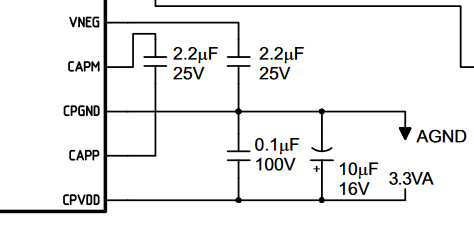 VNEG
2.2µF
25V
2.2µF
25V
CAPM
CPGND
AGND
0.1µF
100V
CAPP
+
10µF
16V
3.3VA
CPVDD